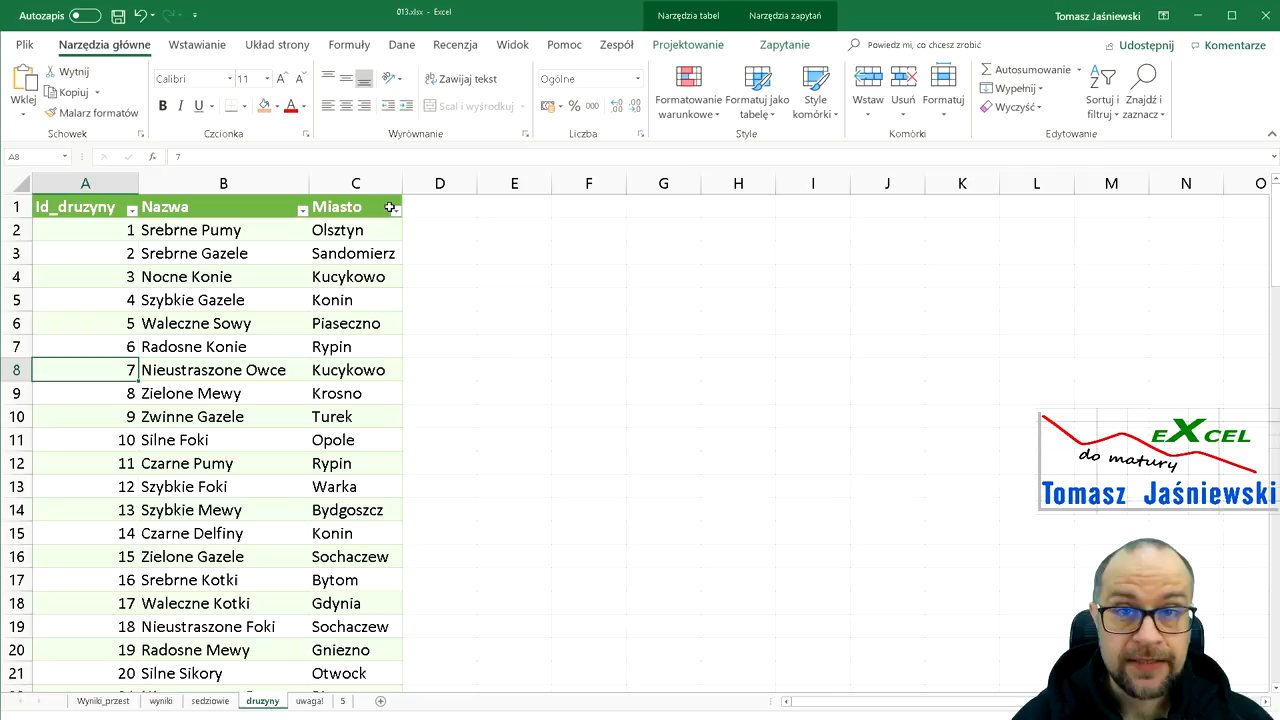 Autozapis
013.xlsx - Excel
Narzędzia tabel
Narzędzia zapytań
Tomasz Jaśniewski
Plik
Narzędzia główne
Wstawianie
Układ strony
Formuły
Dane
Recenzja
Widok
Pomoc
Zespół
Projektowanie
Zapytanie
Powiedz mi, co chcesz zrobić
Udostępnij
Komentarze
Wklej
Wytnij
Kopiuj
Malarz formatów
Schowek
Calibri
11
B I U
Czcionka
Zawijaj tekst
Scal i wyśrodkuj
Wyrównanie
Ogólne
% 000
Liczba
Formatowanie warunkowe
Formatuj jako tabelę
Style komórki
Style
Wstaw
Usuń
Formatuj
Komórki
Autosumowanie
Wypełnij
Wyczyść
Sortuj i filtruj
Znajdź i zaznacz
Edytowanie
A8
fx
7
A B C D E F G H I J K L M N O
1 Id_druzyny Nazwa Miasto
2 1 Srebrne Pumy Olsztyn
3 2 Srebrne Gazele Sandomierz
4 3 Nocne Konie Kucykowo
5 4 Szybkie Gazele Konin
6 5 Waleczne Sowy Piaseczno
7 6 Radosne Konie Rypin
8 7 Nieustraszone Owce Kucykowo
9 8 Zielone Mewy Krosno
10 9 Zwinne Gazele Turek
11 10 Silne Foki Opole
12 11 Czarne Pumy Rypin
13 12 Szybkie Foki Warka
14 13 Szybkie Mewy Bydgoszcz
15 14 Czarne Delfiny Konin
16 15 Zielone Gazele Sochaczew
17 16 Srebrne Kotki Bytom
18 17 Waleczne Kotki Gdynia
19 18 Nieustraszone Foki Sochaczew
20 19 Radosne Mewy Gniezno
21 20 Silne Sikory Otwock
EXCEL
do matury
Tomasz Jaśniewski
Wyniki_przest
wyniki
sedziowie
druzyny
uwaga!
5